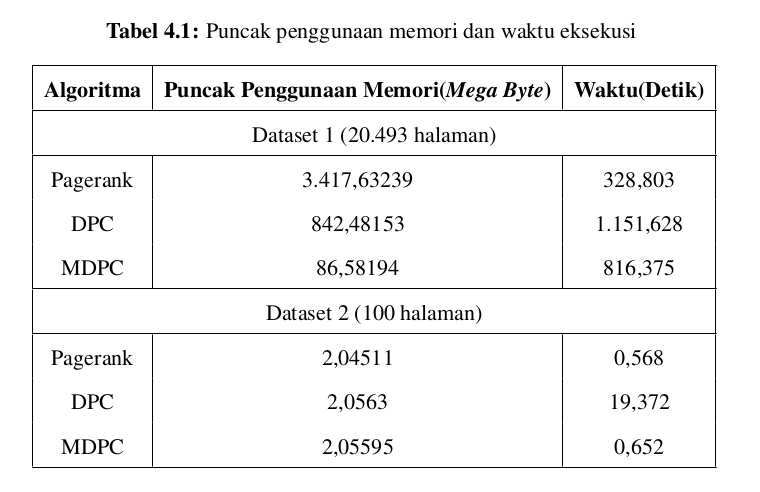 Tabel 4.1: Puncak penggunaan memori dan waktu eksekusi
Algoritma Puncak Penggunaan Memori(Mega Byte) Waktu(Detik)
Dataset 1 (20.493 halaman)
Pagerank 3.417,63239 328,803
DPC 842,48153 1.151,628
MDPC 86,58194 816,375
Dataset 2 (100 halaman)
Pagerank 2,04511 0,568
DPC 2,0563 19,372
MDPC 2,05595 0,652